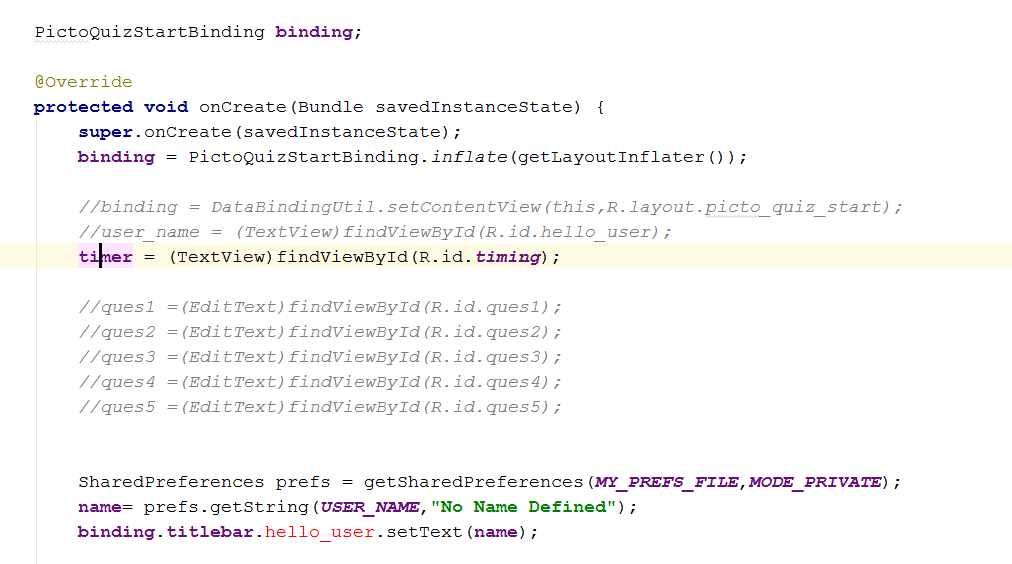 PictoQuizStartBinding binding;
@Override
protected void onCreate(Bundle savedInstanceState) {
super.onCreate(savedInstanceState);
binding = PictoQuizStartBinding.inflate(getLayoutInflater());
//binding = DataBindingUtil.setContentView(this,R.layout.picto_quiz_start);
//user_name = (TextView)findViewById(R.id.hello_user);
timer = (TextView)findViewById(R.id.timing);
//ques1 =(EditText)findViewById(R.id.ques1);
//ques2 =(EditText)findViewById(R.id.ques2);
//ques3 =(EditText)findViewById(R.id.ques3);
//ques4 =(EditText)findViewById(R.id.ques4);
//ques5 =(EditText)findViewById(R.id.ques5);
SharedPreferences prefs = getSharedPreferences(MY_PREFS_FILE,MODE_PRIVATE);
name= prefs.getString(USER_NAME,"No Name Defined");
binding.titlebar.hello_user.setText(name);